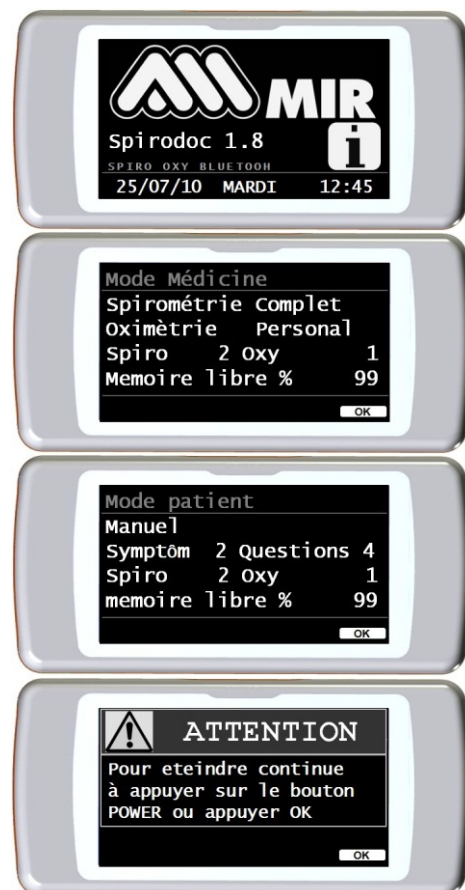 MIR
i
Spirodoc 1.8
SPIRO OXY BLUETOOH
25/07/10 MARDI 12:45
Mode Médicine
Spirométrie Complet
Oximètrie Personal
Spiro 2 Oxy 1
Memoire libre % 99
OK
Mode patient
Manuel
Symptôm 2 Questions 4
Spiro 2 Oxy 1
memoire libre % 99
OK
ATTENTION
Pour eteindre continue
à appuyer sur le bouton
POWER ou appuyer OK
OK